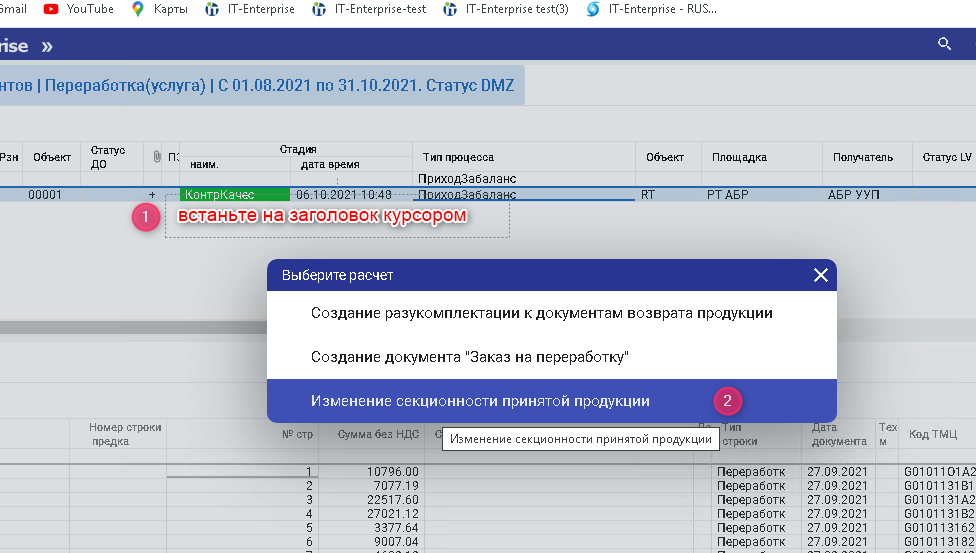 Gmail YouTube Карты IT-Enterprise IT-Enterprise-test IT-Enterprise test(3) IT-Enterprise - RUS...
rise »
нтов | Переработка(услуга) | С 01.08.2021 по 31.10.2021. Статус DMZ
Рзн Объект Статус ДО Стадия наим. дата время Тип процесса Объект Площадка Получатель Статус LV
ПриходЗабаланс
00001 + КонтрКачес 06.10.2021 10:48 ПриходЗабаланс RT РТ АБР АБР УУП
1 встаньте на заголовок курсором
Выберите расчет
Создание разукомплектации к документам возврата продукции
Создание документа "Заказ на переработку"
Изменение секционности принятой продукции 2
Изменение секционности принятой продукции
Номер строки предка № стр Сумма без НДС Тип строки Дата документа Тех м Код ТМЦ
1 10796.00 Переработк 27.09.2021 G01011O1A2
2 7077.19 Переработк 27.09.2021 G0101131B1
3 22517.60 Переработк 27.09.2021 G0101131A2
4 27021.12 Переработк 27.09.2021 G0101131B2
5 3377.64 Переработк 27.09.2021 G010113162
6 9007.04 Переработк 27.09.2021 G010113182